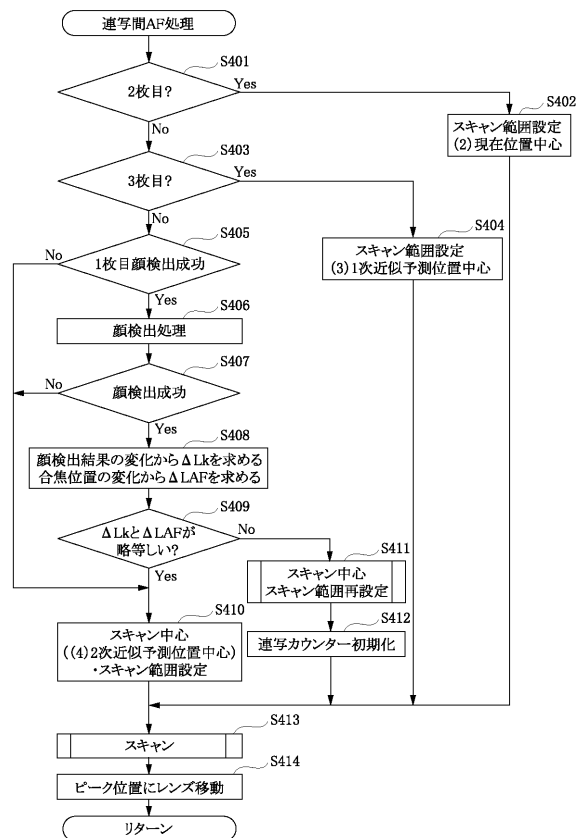 連写間AF処理
S401
2枚目?
Yes
No
S402
スキャン範囲設定
(2)現在位置中心
S403
3枚目?
Yes
No
S404
スキャン範囲設定
(3)1次近似予測位置中心
S405
No
1枚目顔検出成功
Yes
S406
顔検出処理
S407
No
顔検出成功
Yes
S408
顔検出結果の変化からΔLkを求める
合焦位置の変化からΔLAFを求める
S409
ΔLkとΔLAFが
略等しい?
No
Yes
S411
スキャン中心
スキャン範囲再設定
S410
スキャン中心
((4)2次近似予測位置中心)
・スキャン範囲設定
S412
連写カウンター初期化
S413
スキャン
S414
ピーク位置にレンズ移動
リターン